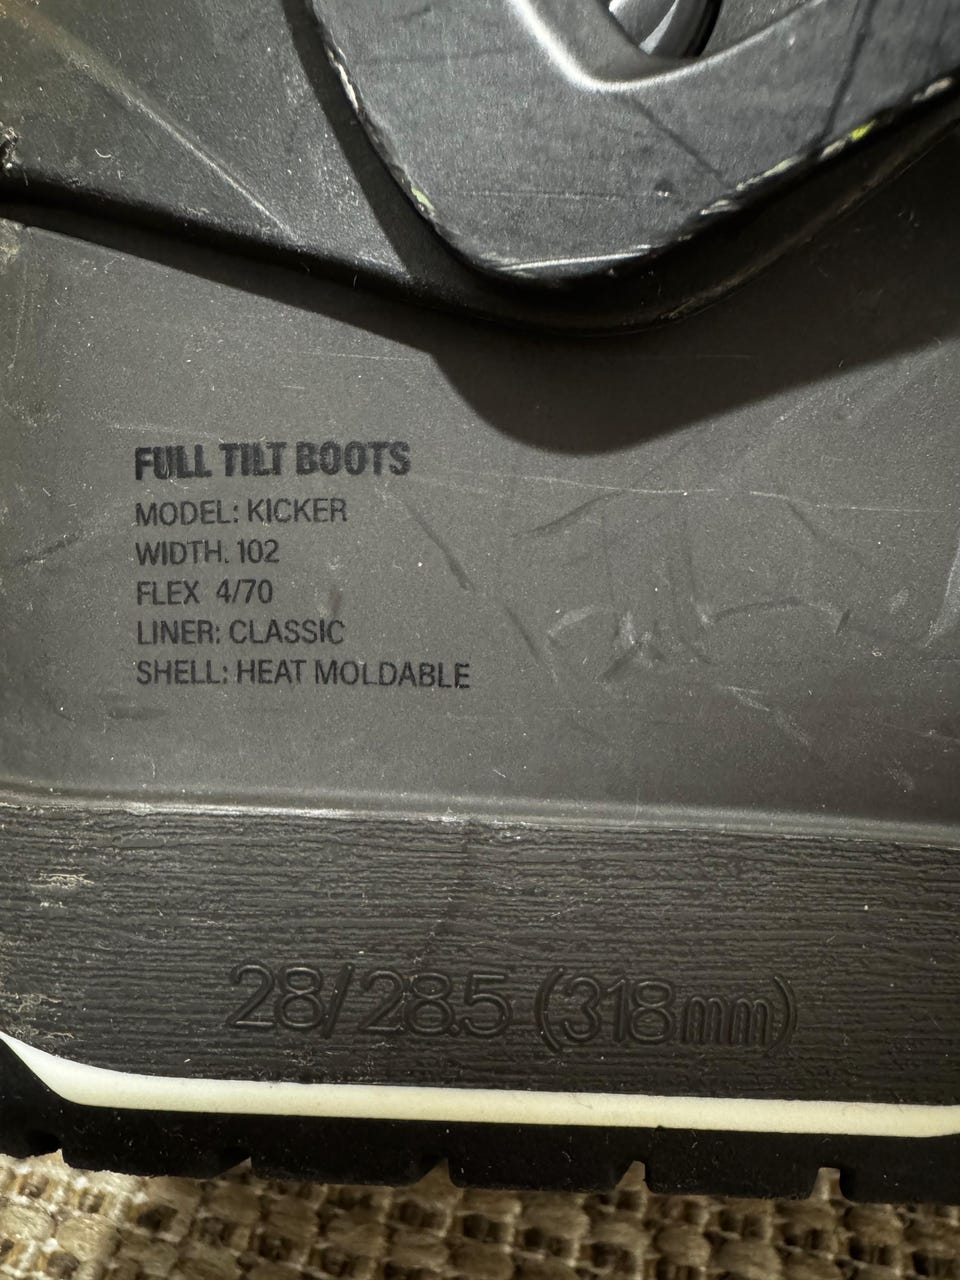 FULL TILT BOOTS
MODEL: KICKER
WIDTH. 102
FLEX 4/70
LINER: CLASSIC
SHELL: HEAT MOLDABLE
28/28.5 (318mm)